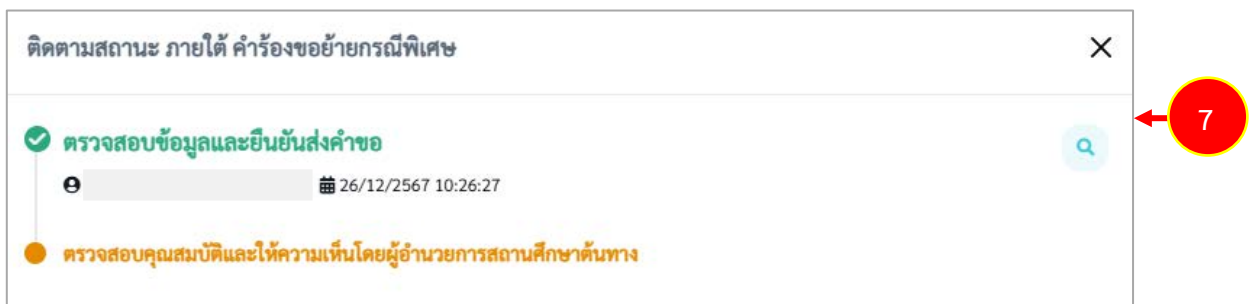 ติดตามสถานะ ภายใต้ คำร้องขอย้ายกรณีพิเศษ
ตรวจสอบข้อมูลและยืนยันส่งคำขอ
7
26/12/2567 10:26:27
ตรวจสอบคุณสมบัติและให้ความเห็นโดยผู้อำนวยการสถานศึกษาต้นทาง